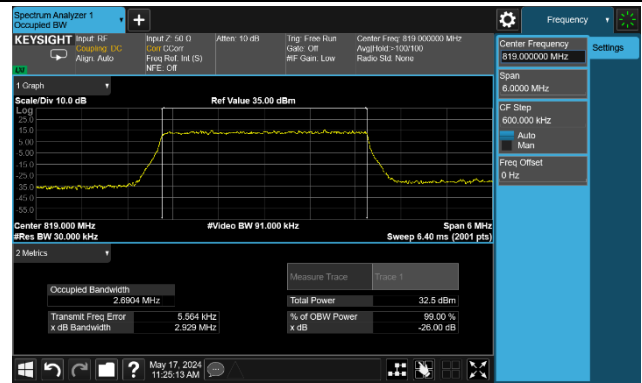 Spectrum Analyzer 1
Occupied BW
Frequency
KEYSIGHT
Input: RF
Coupling: DC
Align: Auto
Input Z: 50 Ω
Corr CCorr
Freq Ref: Int (S)
NFE: Off
Atten: 10 dB
Trig: Free Run
Gate: Off
#IF Gain: Low
Center Freq: 819.000000 MHz
Avg|Hold:>100/100
Radio Std: None
LW
1 Graph
Scale/Div 10.0 dB
Ref Value 35.00 dBm
Log
25.0
15.0
5.00
-5.00
-15.0
-25.0
-35.0
-45.0
-55.0
Center 819.000 MHz
#Video BW 91.000 kHz
Span 6 MHz
#Res BW 30.000 kHz
Sweep 6.40 ms (2001 pts)
2 Metrics
Measure Trace
Trace 1
Occupied Bandwidth
2.6904 MHz
Total Power
32.5 dBm
Transmit Freq Error
5.564 kHz
% of OBW Power
99.00 %
x dB Bandwidth
2.929 MHz
x dB
-26.00 dB
May 17, 2024
11:25:13 AM
?
Center Frequency
819.000000 MHz
Settings
Span
6.0000 MHz
CF Step
600.000 kHz
Auto
Man
Freq Offset
0 Hz